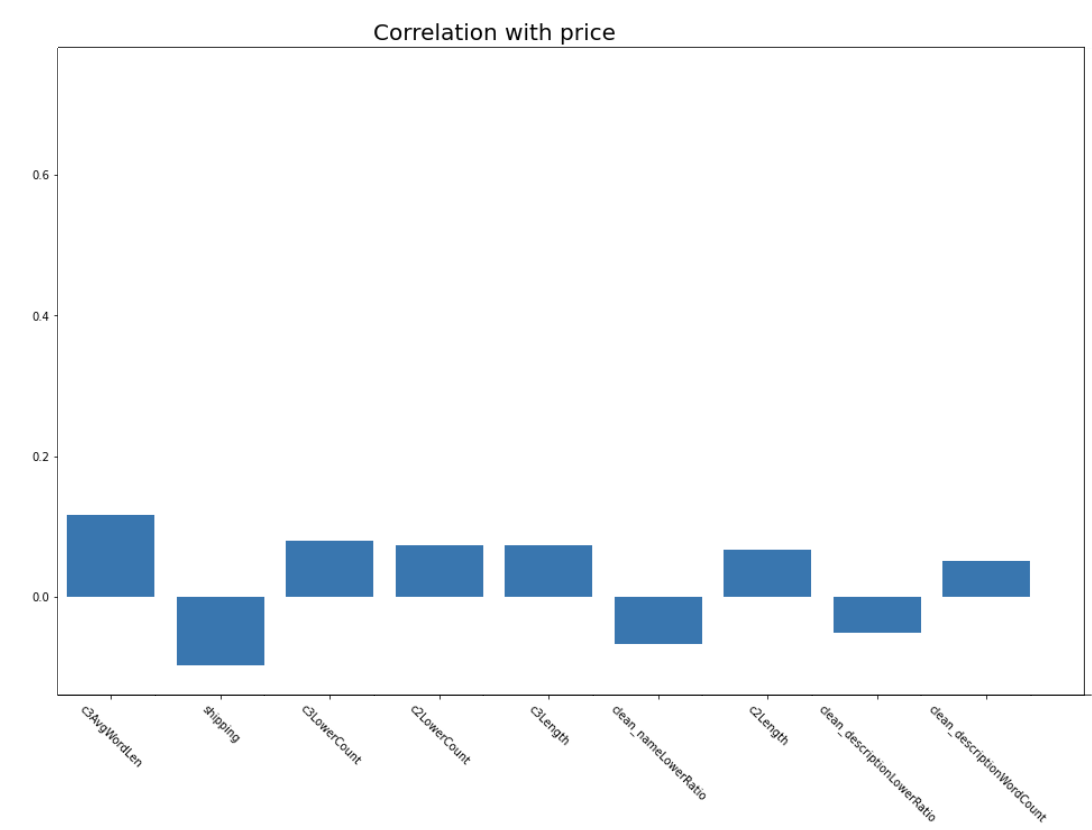 Correlation with price
0.6
0.4
0.2
0.0
c3AvgWordLen
shipping
c3LowerCount
c2LowerCount
c3Length
clean_nameLowerRatio
c2Length
clean_descriptionLowerRatio
clean_descriptionWordCount